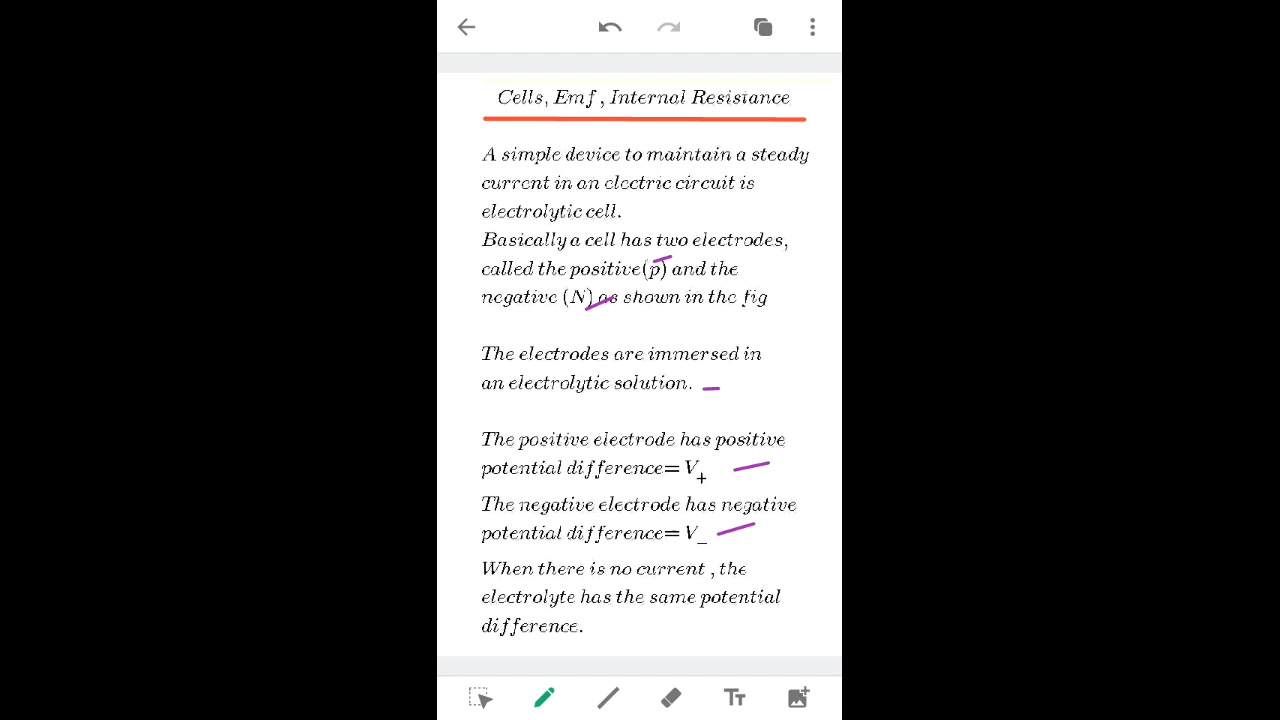 Cells, Emf, Internal Resistance
A simple device to maintain a steady
current in an electric circuit is
electrolytic cell.
Basically a cell has two electrodes,
called the positive(p) and the
negative (N) as shown in the fig
The electrodes are immersed in
an electrolytic solution.
The positive electrode has positive
potential difference= V+
The negative electrode has negative
potential difference= V_
When there is no current , the
electrolyte has the same potential
difference.
TT